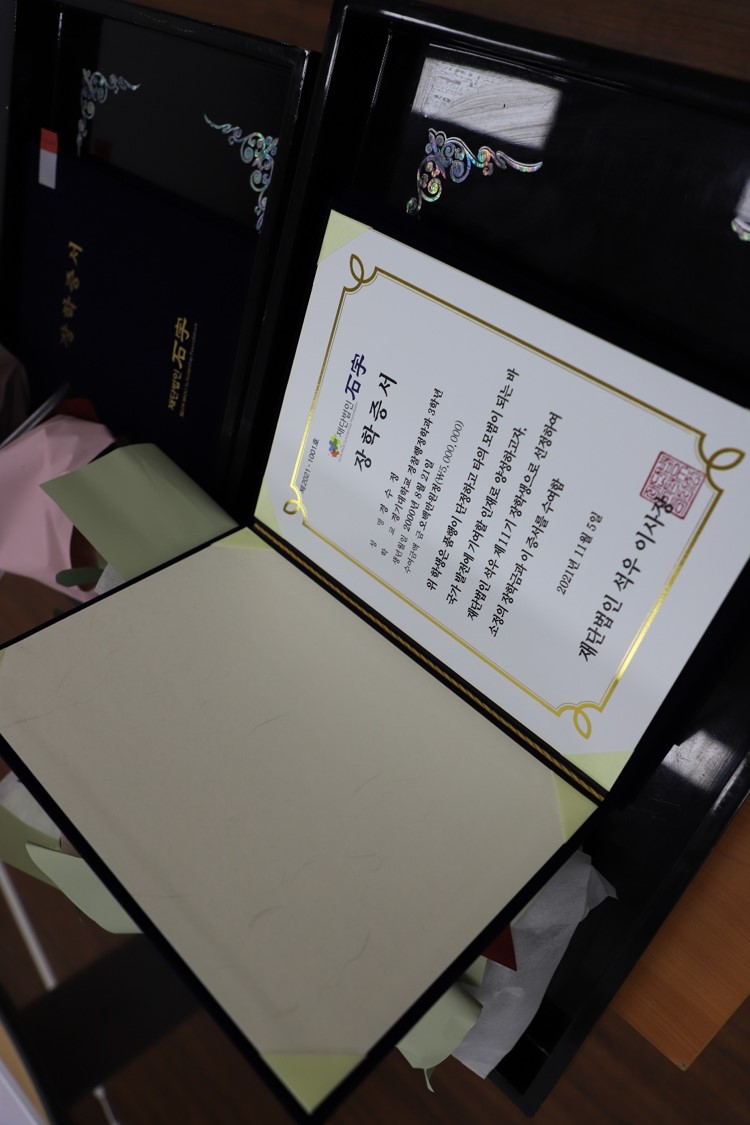 장학증서
재단법인 石宇
제2021-1001호
재단법인 石宇
장학증서
성 명 경 수 정
학 교 경기대학교 경찰행정학과 3학년
생년월일 2000년 8월 21일
수여금액 금.오백만원정(₩5,000,000)
위 학생은 품행이 단정하고 타의 모범이 되는 바
국가 발전에 기여할 인재로 양성하고자,
재단법인 석우 제11기 장학생으로 선정하여
소정의 장학금과 이 증서를 수여함
2021년 11월 5일
재단법인 석우 이사장